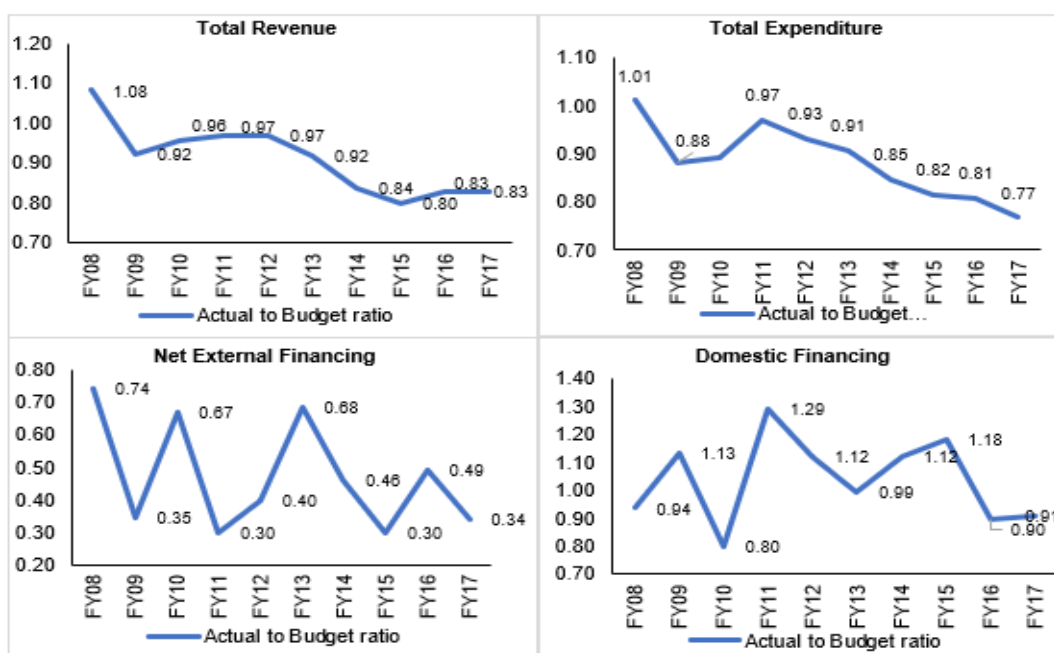 Total Revenue
1.20
1.10
1.00
0.90
0.80
0.70
1.08
0.92
0.96
0.97
0.97
0.92
0.84
0.80
0.83
0.83
FY08
FY09
FY10
FY11
FY12
FY13
FY14
FY15
FY16
FY17
Actual to Budget ratio
Total Expenditure
1.10
1.00
0.90
0.80
0.70
1.01
0.88
0.97
0.93
0.91
0.85
0.82
0.81
0.77
FY08
FY09
FY10
FY11
FY12
FY13
FY14
FY15
FY16
FY17
Actual to Budget...
Net External Financing
0.80
0.70
0.60
0.50
0.40
0.30
0.20
0.74
0.35
0.67
0.30
0.40
0.68
0.46
0.30
0.49
0.34
FY08
FY09
FY10
FY11
FY12
FY13
FY14
FY15
FY16
FY17
Actual to Budget ratio
Domestic Financing
1.40
1.30
1.20
1.10
1.00
0.90
0.80
0.70
0.94
1.13
0.80
1.29
1.12
0.99
1.12
1.18
0.90
0.91
FY08
FY09
FY10
FY11
FY12
FY13
FY14
FY15
FY16
FY17
Actual to Budget ratio